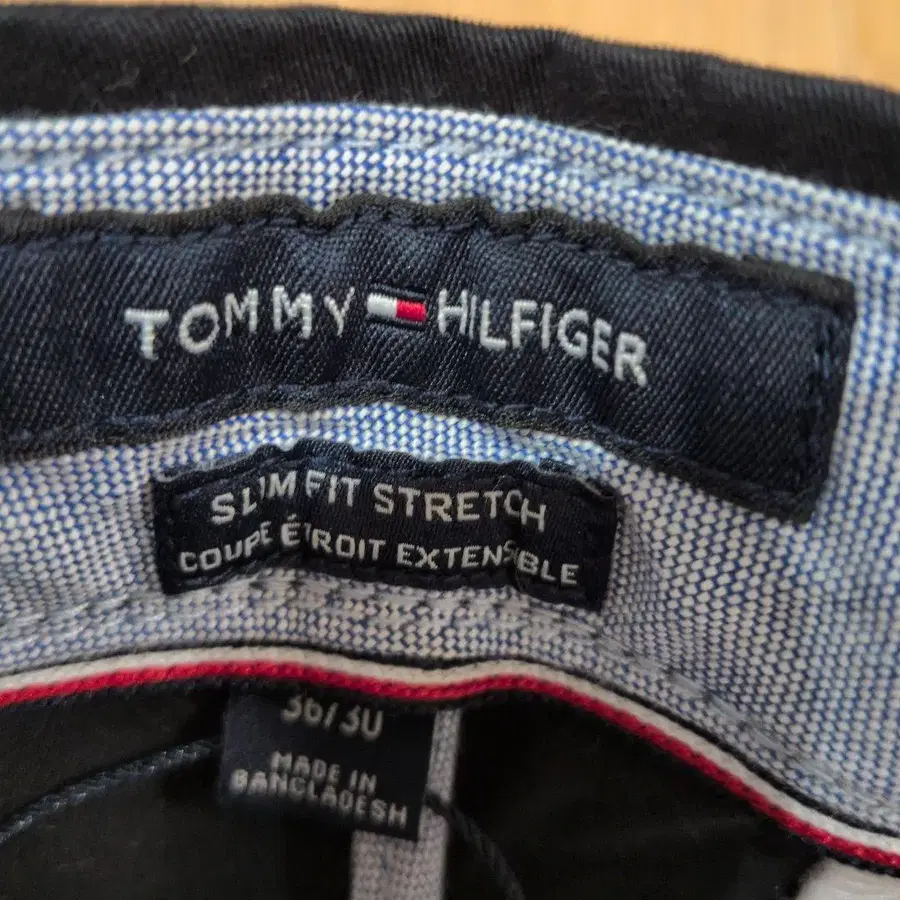 TOMMY HILFIGER
SLIM FIT STRETCH
COUPE ÉTROIT EXTENSIBLE
36/30
MADE IN
BANGLADESH